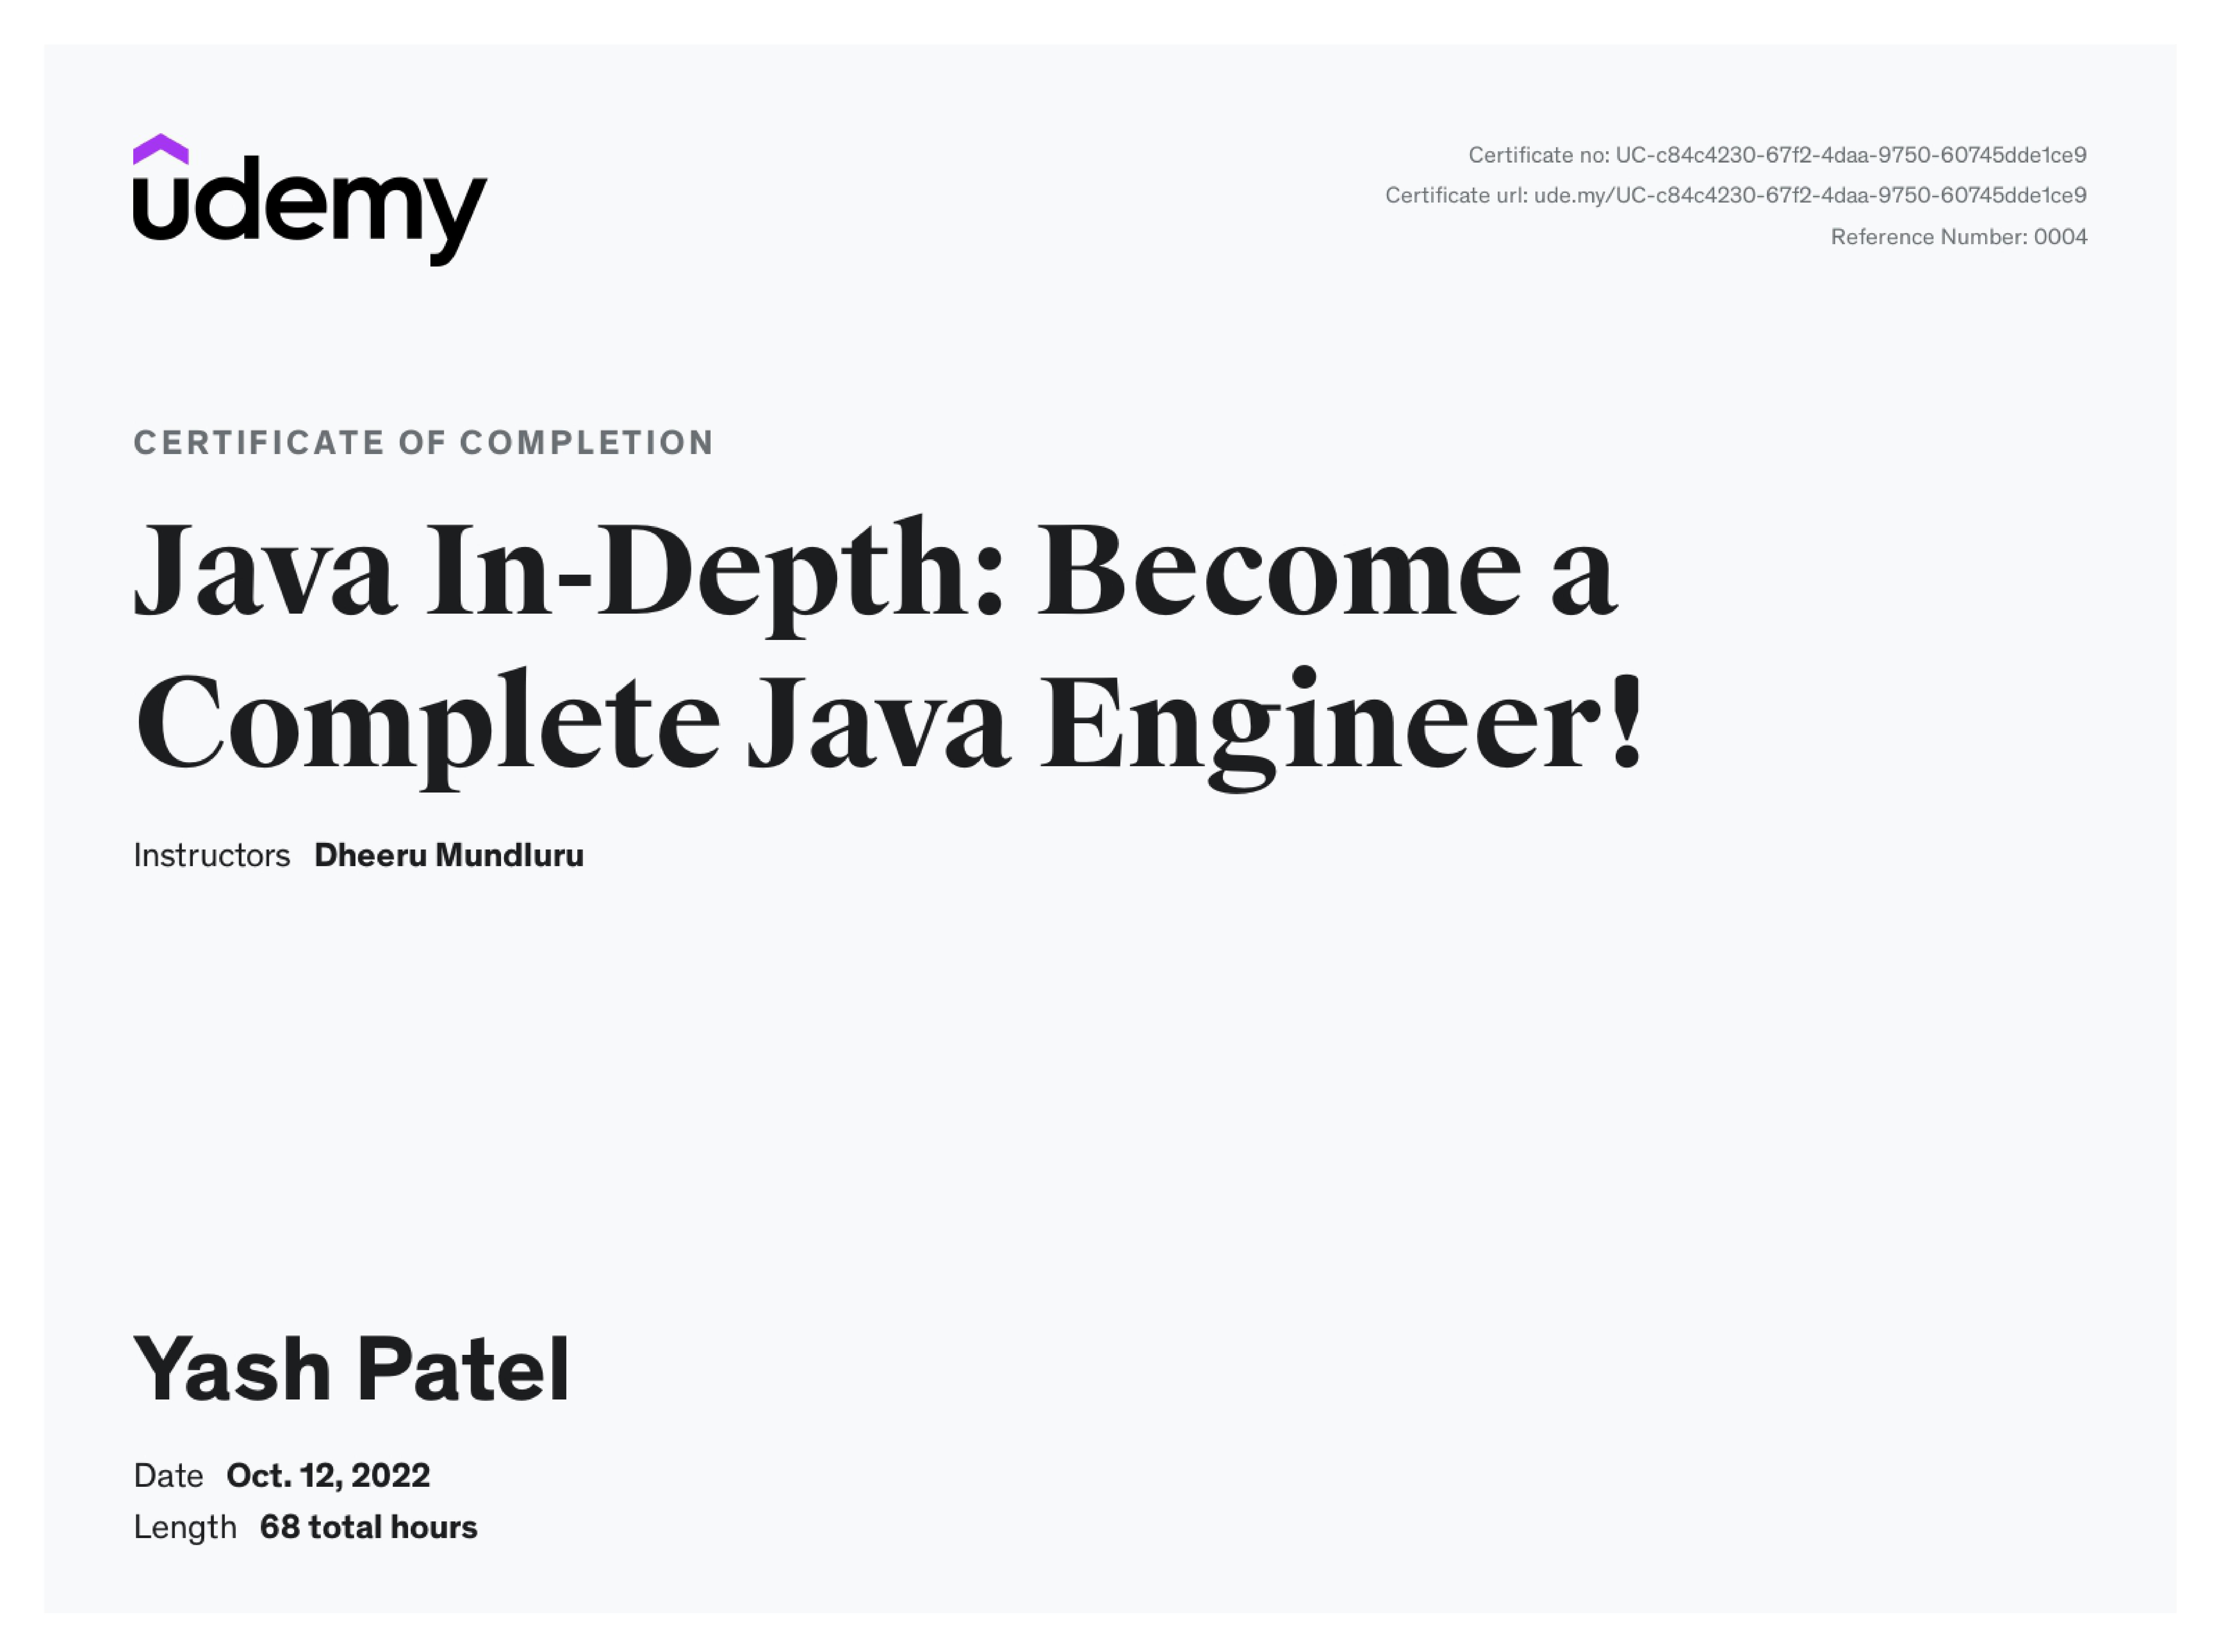 udemy
Certificate no: UC-c84c4230-67f2-4daa-9750-60745dde1ce9
Certificate url: ude.my/UC-c84c4230-67f2-4daa-9750-60745dde1ce9
Reference Number: 0004
CERTIFICATE OF COMPLETION
Java In-Depth: Become a
Complete Java Engineer!
Instructors Dheeru Mundluru
Yash Patel
Date Oct. 12, 2022
Length 68 total hours